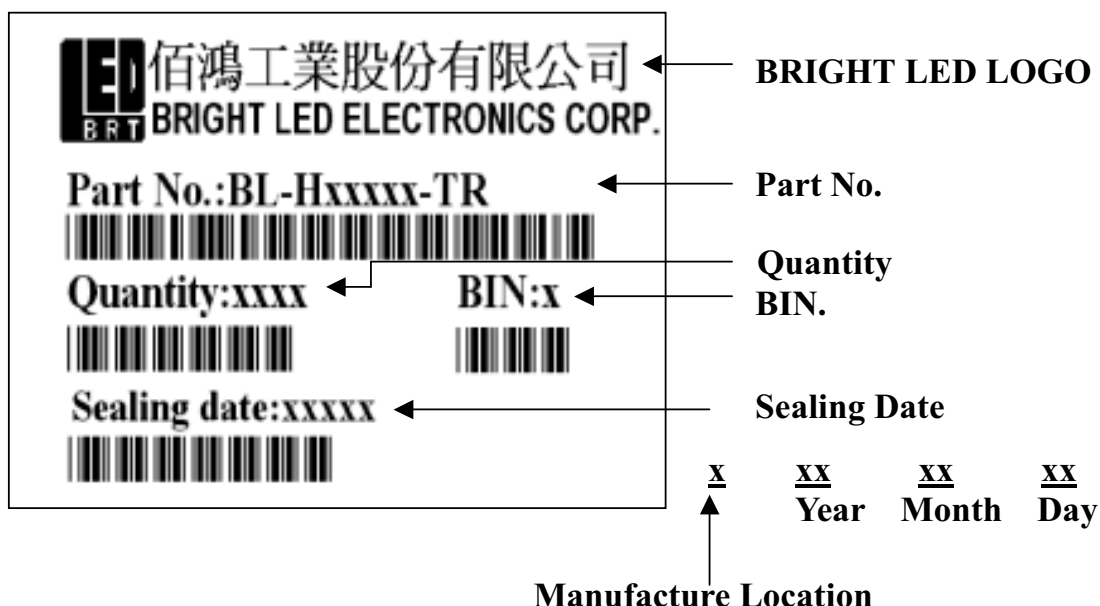 LED
BRT
佰鴻工業股份有限公司
BRIGHT LED ELECTRONICS CORP.
BRIGHT LED LOGO
Part No.:BL-Hxxxxx-TR
Part No.
Quantity:xxxx
BIN:x
Quantity
BIN.
Sealing date:xxxxx
Sealing Date
x xx xx xx
Year Month Day
Manufacture Location